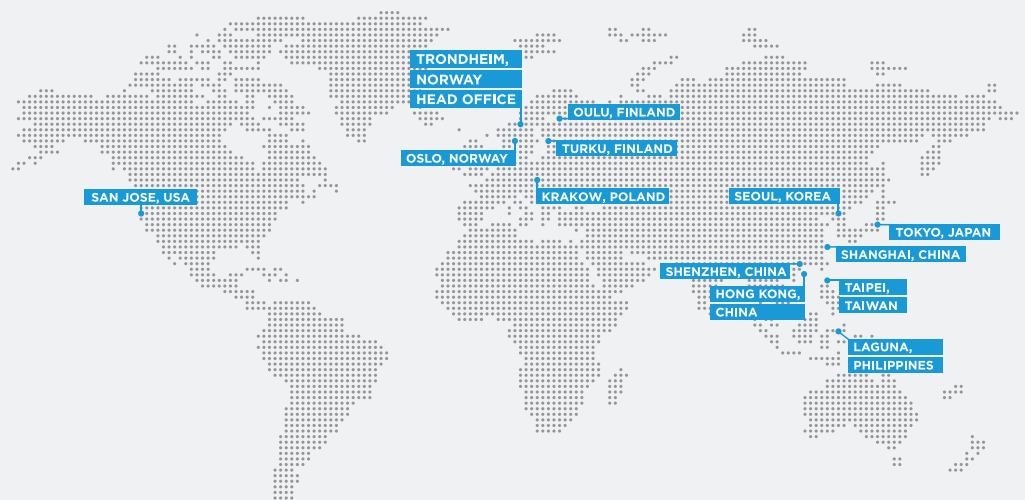 TRONDHEIM,
NORWAY
HEAD OFFICE
OULU, FINLAND
OSLO, NORWAY
TURKU, FINLAND
SAN JOSE, USA
KRAKOW, POLAND
SEOUL, KOREA
TOKYO, JAPAN
SHANGHAI, CHINA
SHENZHEN, CHINA
HONG KONG,
CHINA
TAIPEI,
TAIWAN
LAGUNA,
PHILIPPINES